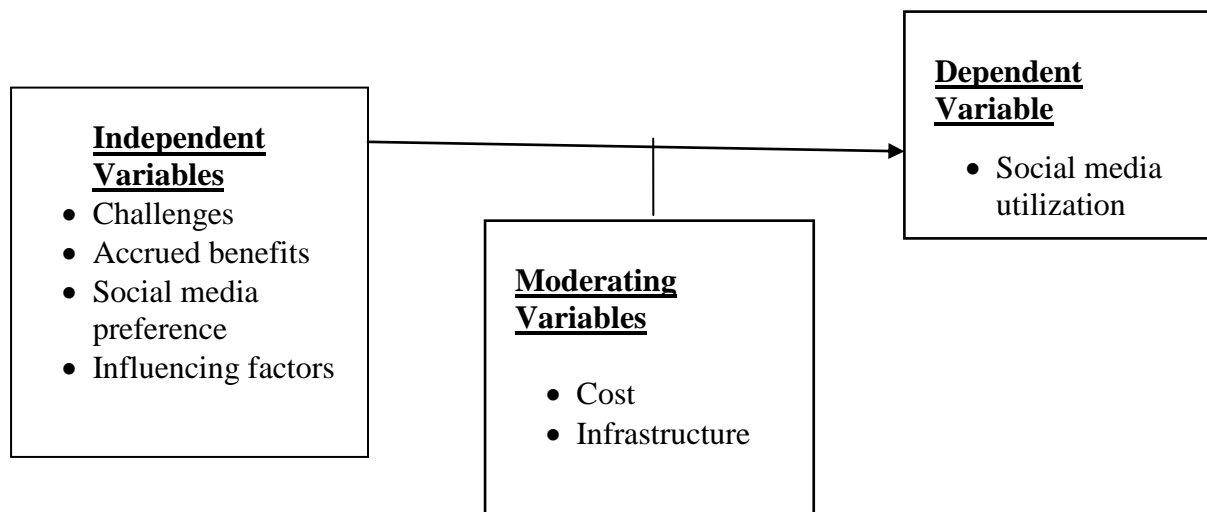 Independent
Variables
• Challenges
• Accrued benefits
• Social media
preference
• Influencing factors
Moderating
Variables
• Cost
• Infrastructure
Dependent
Variable
• Social media
utilization